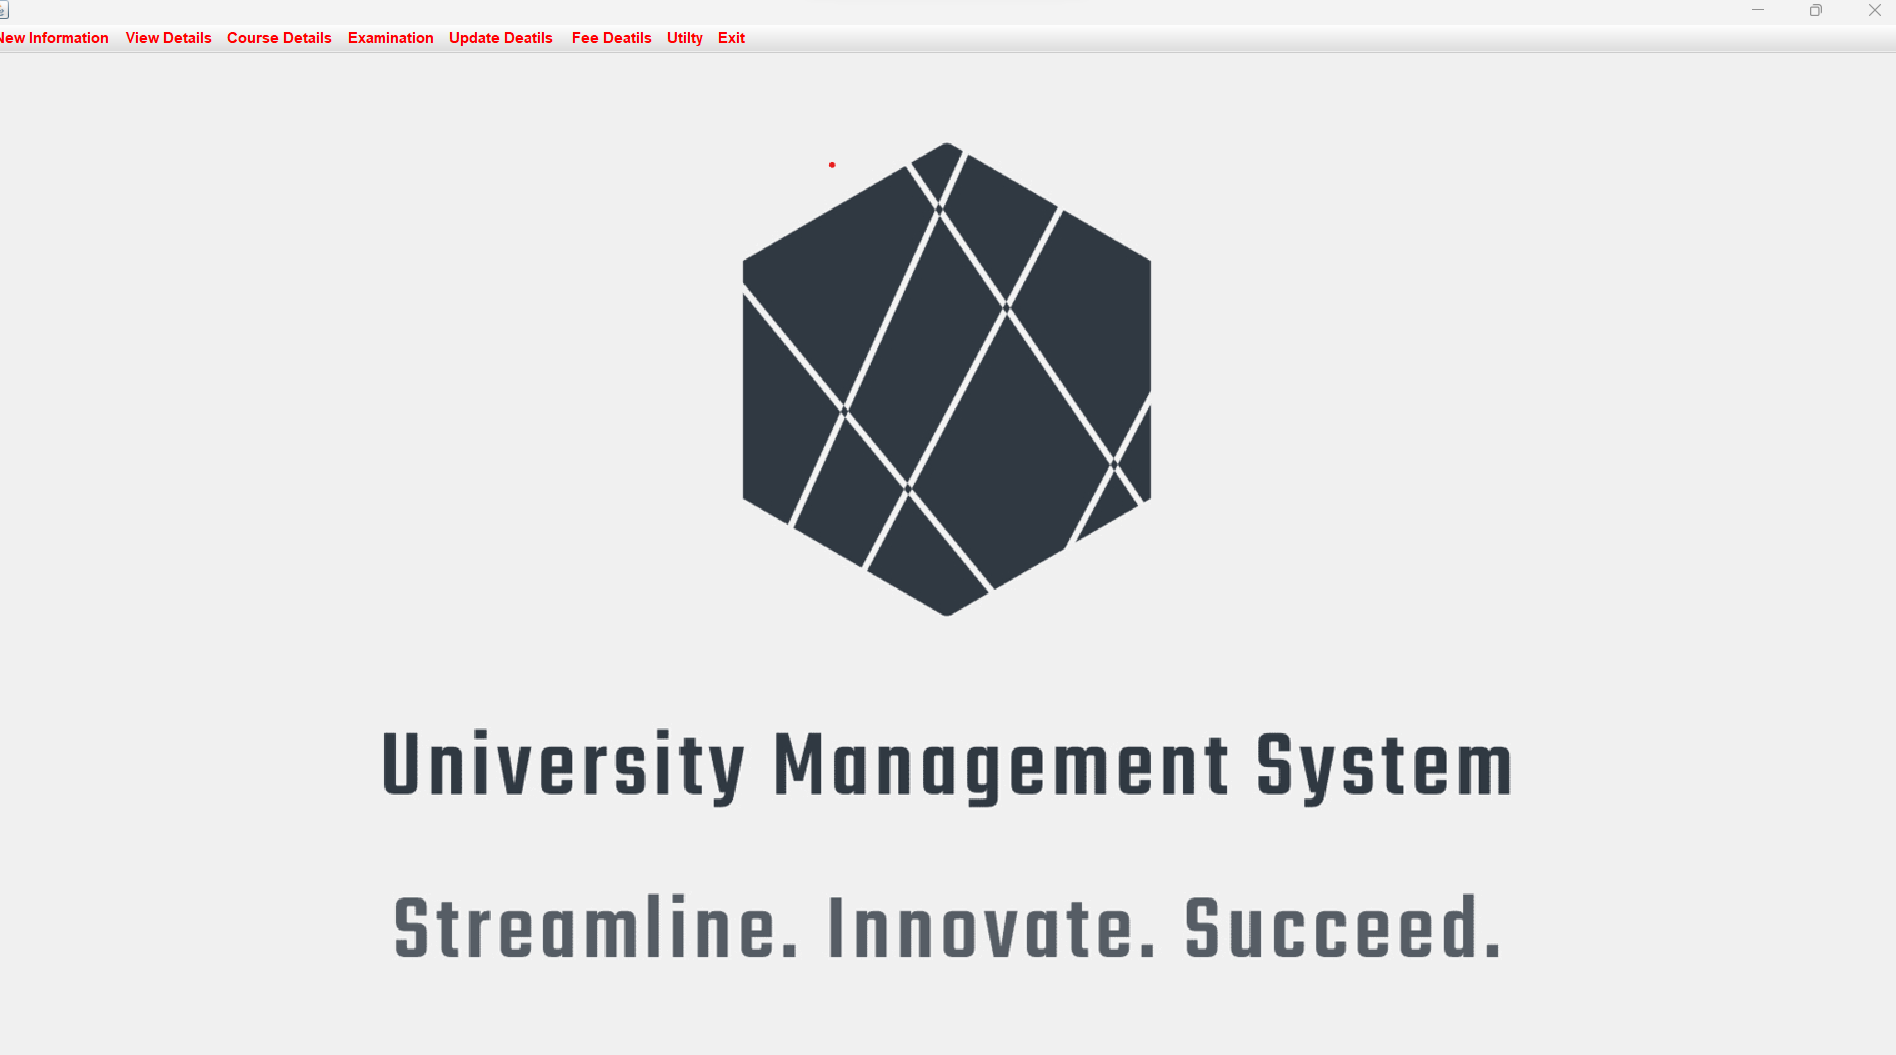 New Information View Details Course Details Examination Update Deatils Fee Deatils Utilty Exit
University Management System
Streamline. Innovate. Succeed.